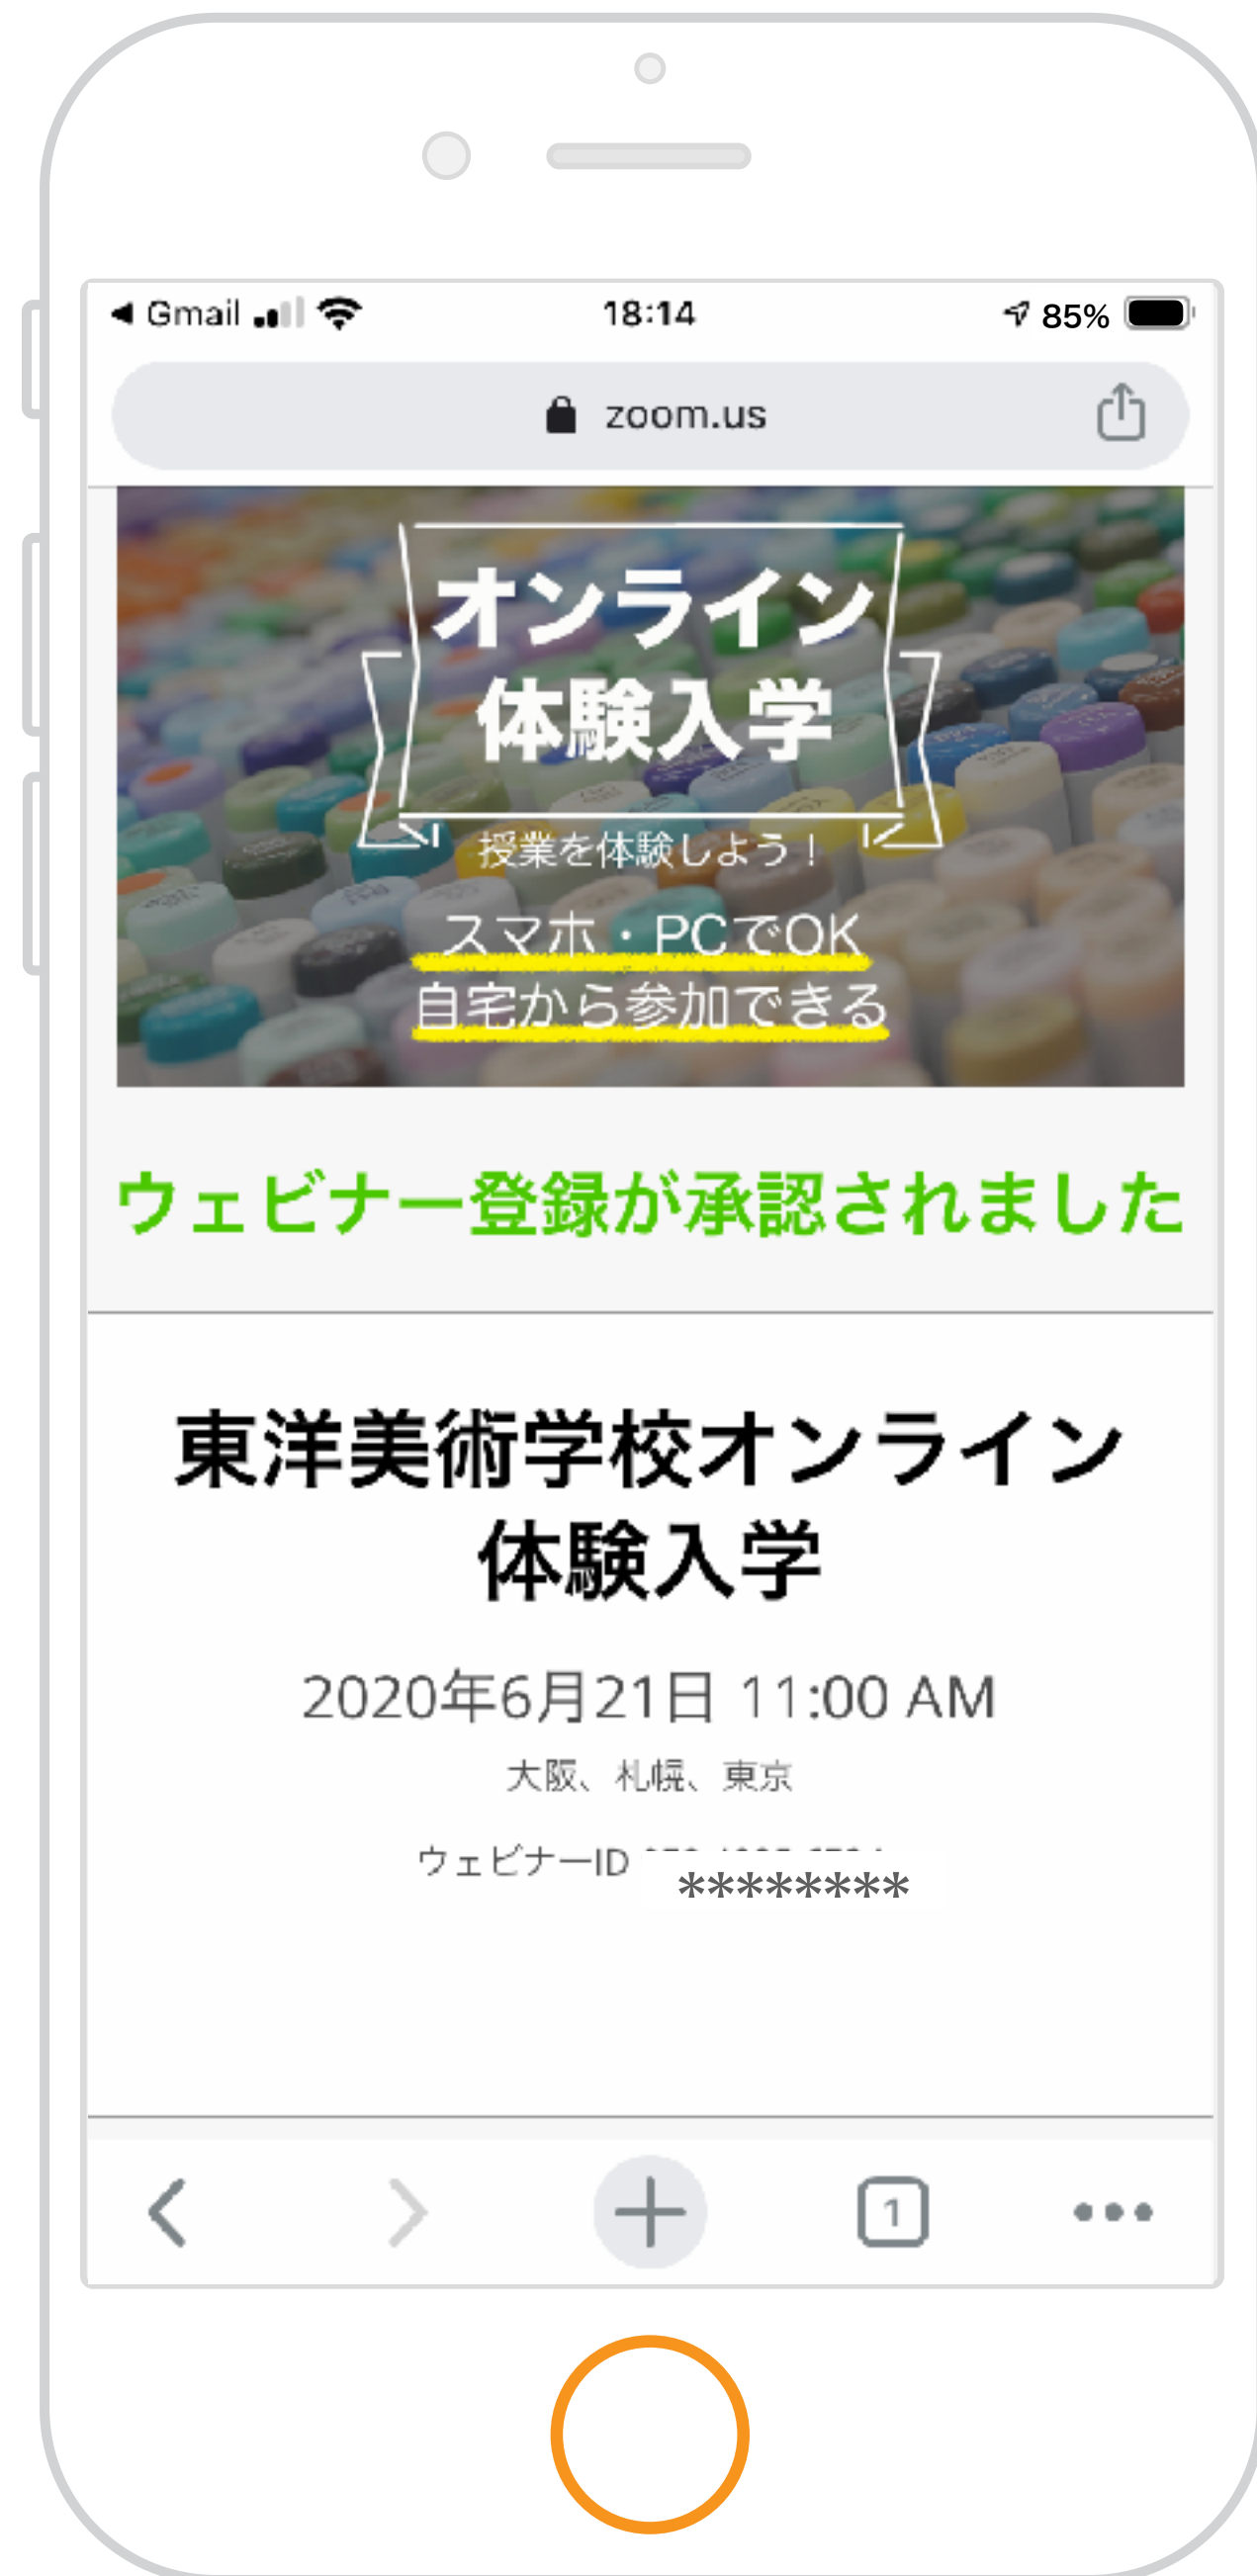 Gmail 18:14 85%
zoom.us
オンライン
体験入学
授業を体験しよう！
スマホ・PCでOK
自宅から参加できる
ウェビナー登録が承認されました
東洋美術学校オンライン
体験入学
2020年6月21日 11:00 AM
大阪、札幌、東京
ウェビナーID
********
1